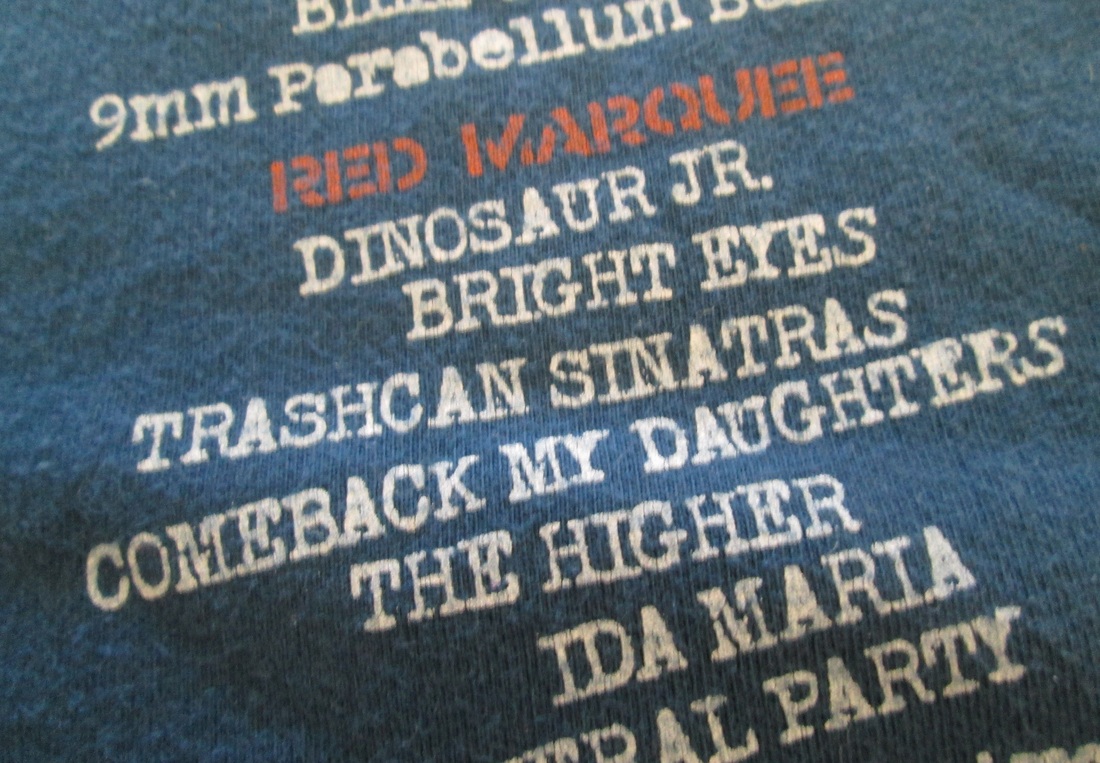 9mm Parabellum
RED MARQUEE
DINOSAUR JR.
BRIGHT EYES
TRASHCAN SINATRAS
COMEBACK MY DAUGHTERS
THE HIGHER
IDA MARIA
PARTY